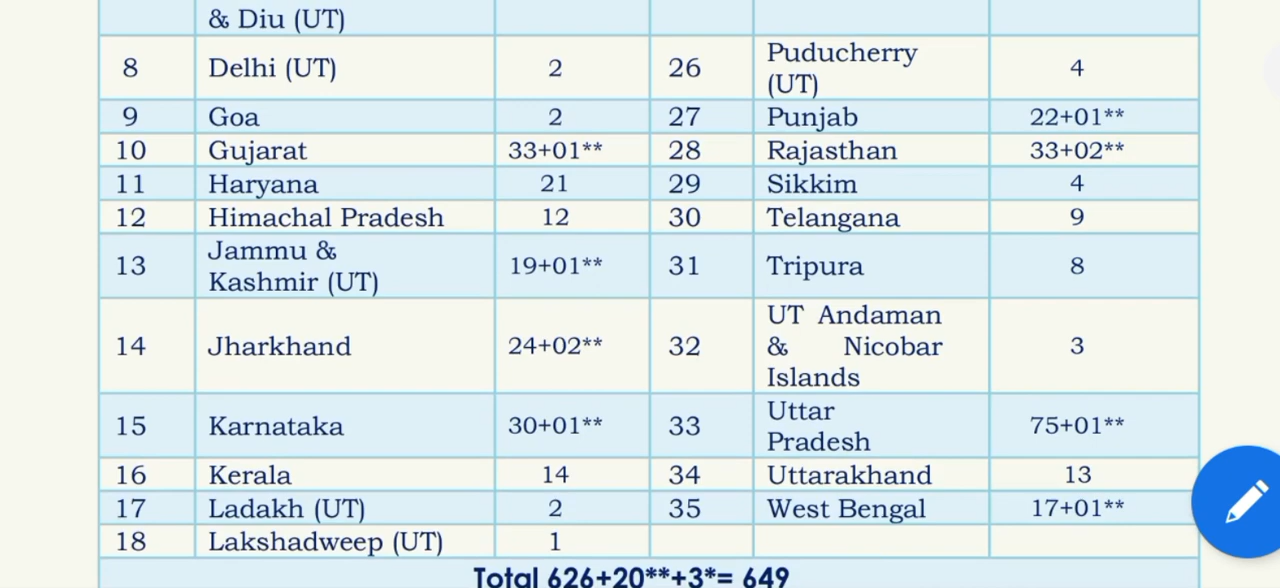 & Diu (UT)
8 Delhi (UT) 2 26 Puducherry
(UT) 4
9 Goa 2 27 Punjab 22+01**
10 Gujarat 33+01** 28 Rajasthan 33+02**
11 Haryana 21 29 Sikkim 4
12 Himachal Pradesh 12 30 Telangana 9
13 Jammu &
Kashmir (UT) 19+01** 31 Tripura 8
14 Jharkhand 24+02** 32 UT Andaman
& Nicobar
Islands 3
15 Karnataka 30+01** 33 Uttar
Pradesh 75+01**
16 Kerala 14 34 Uttarakhand 13
17 Ladakh (UT) 2 35 West Bengal 17+01**
18 Lakshadweep (UT) 1
Total 626+20**+3*= 649